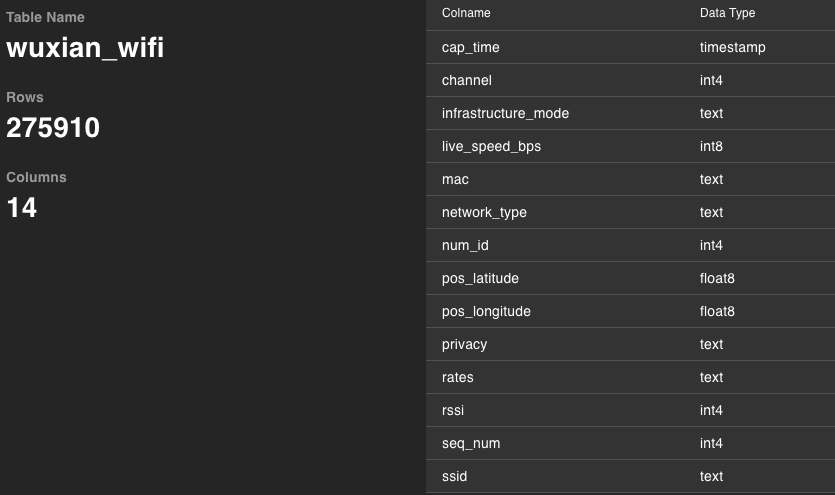 Table Name
wuxian_wifi
Rows
275910
Columns
14
Colname Data Type
cap_time timestamp
channel int4
infrastructure_mode text
live_speed_bps int8
mac text
network_type text
num_id int4
pos_latitude float8
pos_longitude float8
privacy text
rates text
rssi int4
seq_num int4
ssid text